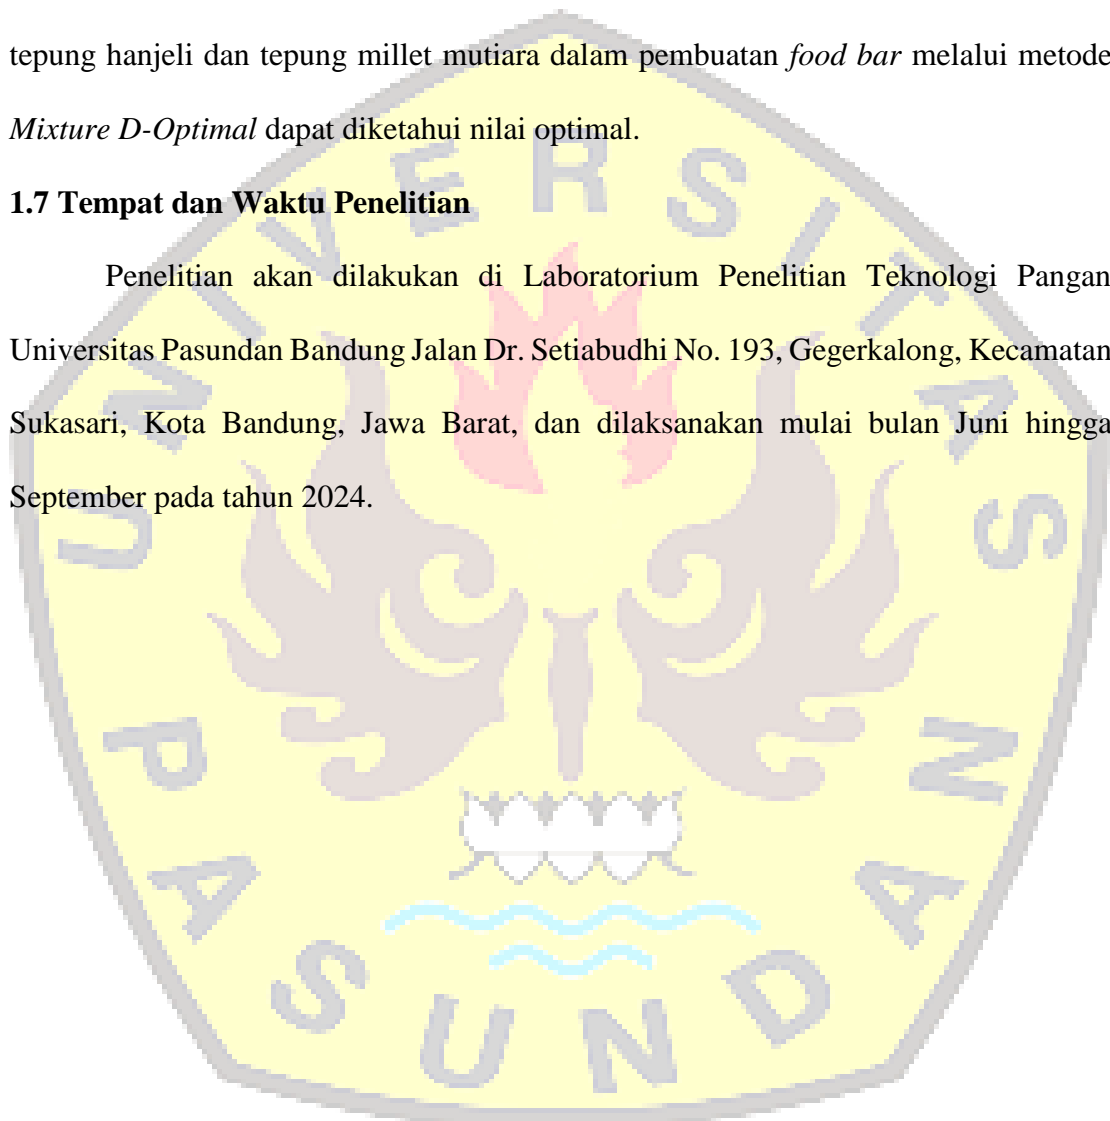 tepung hanjeli dan tepung millet mutiara dalam pembuatan food bar melalui metode
Mixture D-Optimal dapat diketahui nilai optimal.
1.7 Tempat dan Waktu Penelitian
Penelitian akan dilakukan di Laboratorium Penelitian Teknologi Pangan
Universitas Pasundan Bandung Jalan Dr. Setiabudhi No. 193, Gegerkalong, Kecamatan
Sukasari, Kota Bandung, Jawa Barat, dan dilaksanakan mulai bulan Juni hingga
September pada tahun 2024.
UNIVERSITAS
PASUNDAN